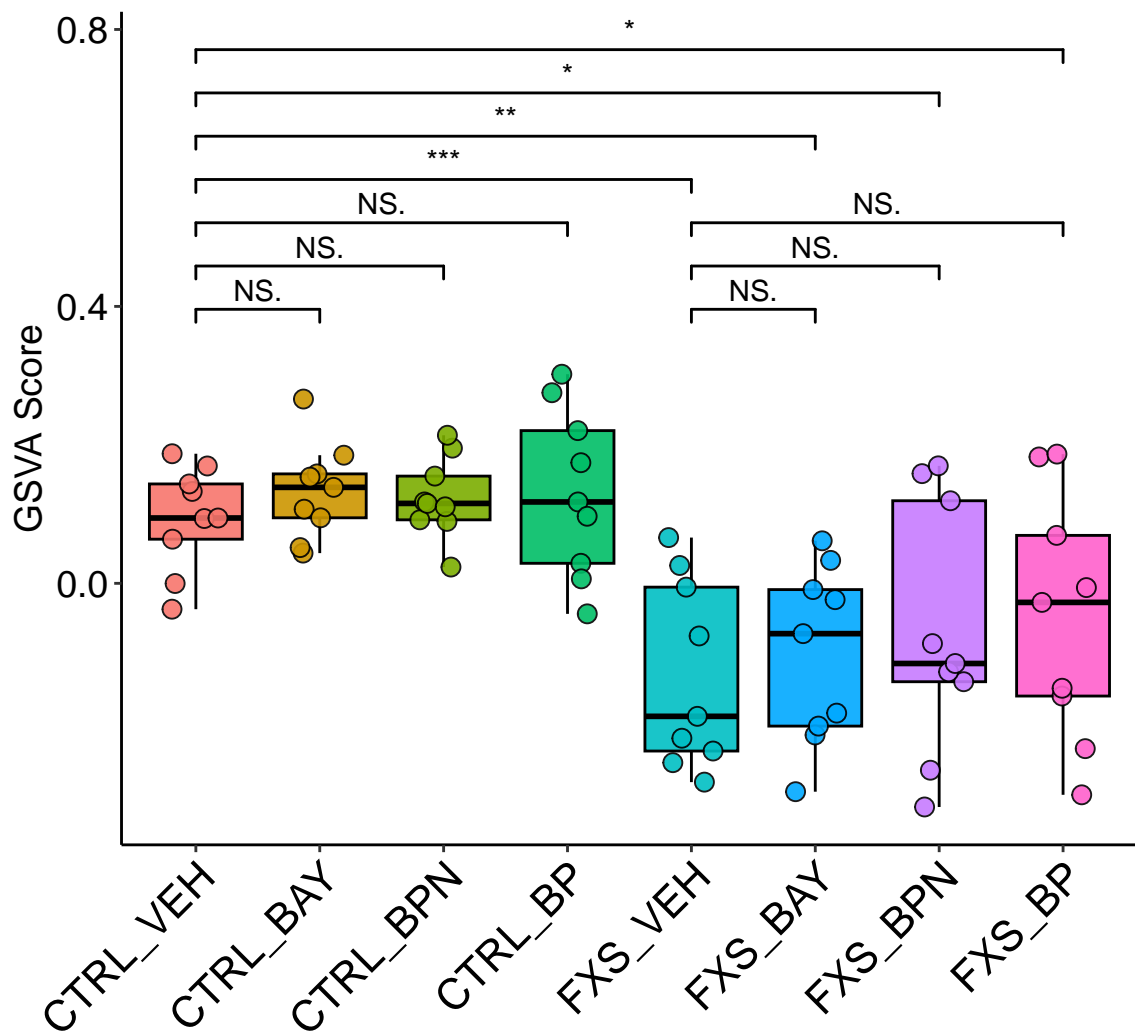 0.8
*
*
**
***
NS.
NS.
NS.
NS.
0.4
NS.
NS.
GSVA Score
0.0
CTRL_VEH
CTRL_BAY
CTRL_BPN
CTRL_BP
FXS_VEH
FXS_BAY
FXS_BPN
FXS_BP